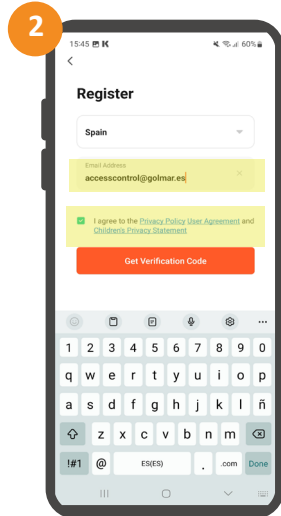 2
15:45 K 60%
Register
Spain
Email Address
accesscontrol@golmar.es
I agree to the Privacy Policy User Agreement and
Children's Privacy Statement
Get Verification Code
1 2 3 4 5 6 7 8 9 0
q w e r t y u i o p
a s d f g h j k l ñ
z x c v b n m
!#1 @ ES(ES) . .com Done